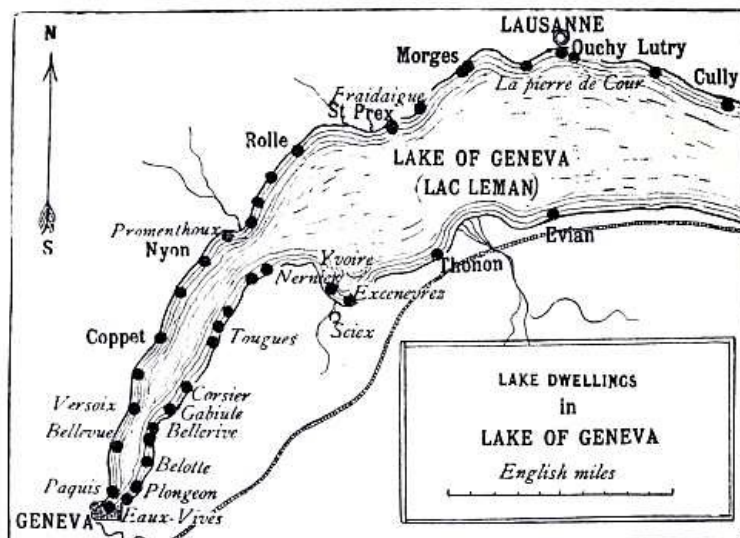 N
S
LAUSANNE
Morges
Ouchy Lutry
La pierre de Cour
Cully
Fraidaigue
St Prex
Rolle
LAKE OF GENEVA
(LAC LEMAN)
Promenthoux
Nyon
Yvoire
Nernier
Excenevrez
Sciex
Thonon
Evian
Coppet
Tougues
Versoix
Bellevue
Corsier
Gabiule
Bellerive
Belotte
Paquis
Plongeon
GENEVA
Eaux-Vives
LAKE DWELLINGS
in
LAKE OF GENEVA
English miles